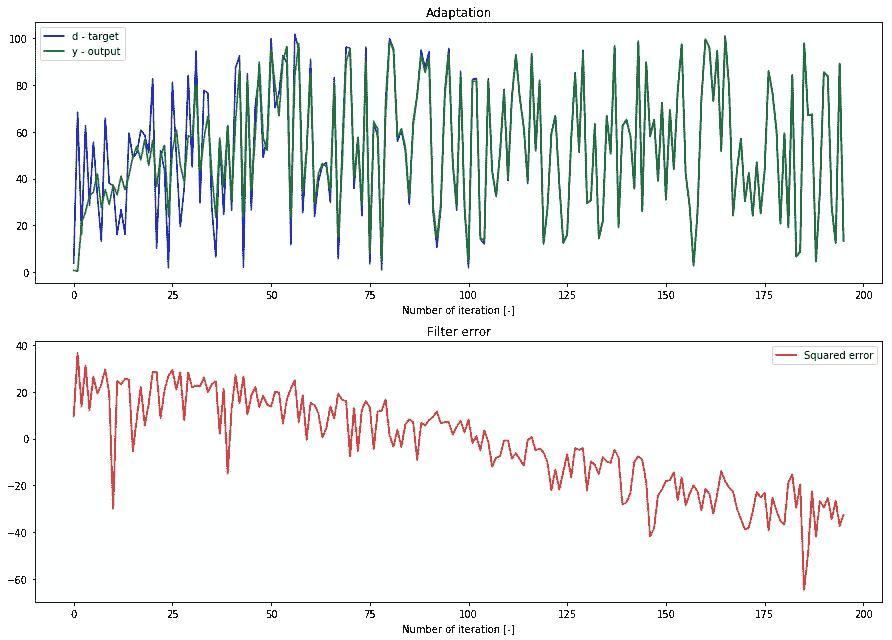 Adaptation
d - target
y - output
100
80
60
40
20
0
0 25 50 75 100 125 150 175 200
Number of iteration [-]
Filter error
Squared error
40
20
0
−20
−40
−60
0 25 50 75 100 125 150 175 200
Number of iteration [-]